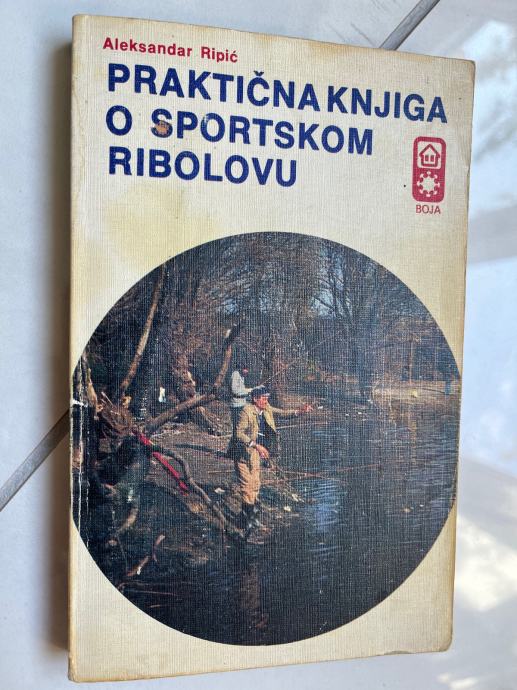 Aleksandar Ripić
PRAKTIČNA KNJIGA
O SPORTSKOM
RIBOLOVU
BOJA